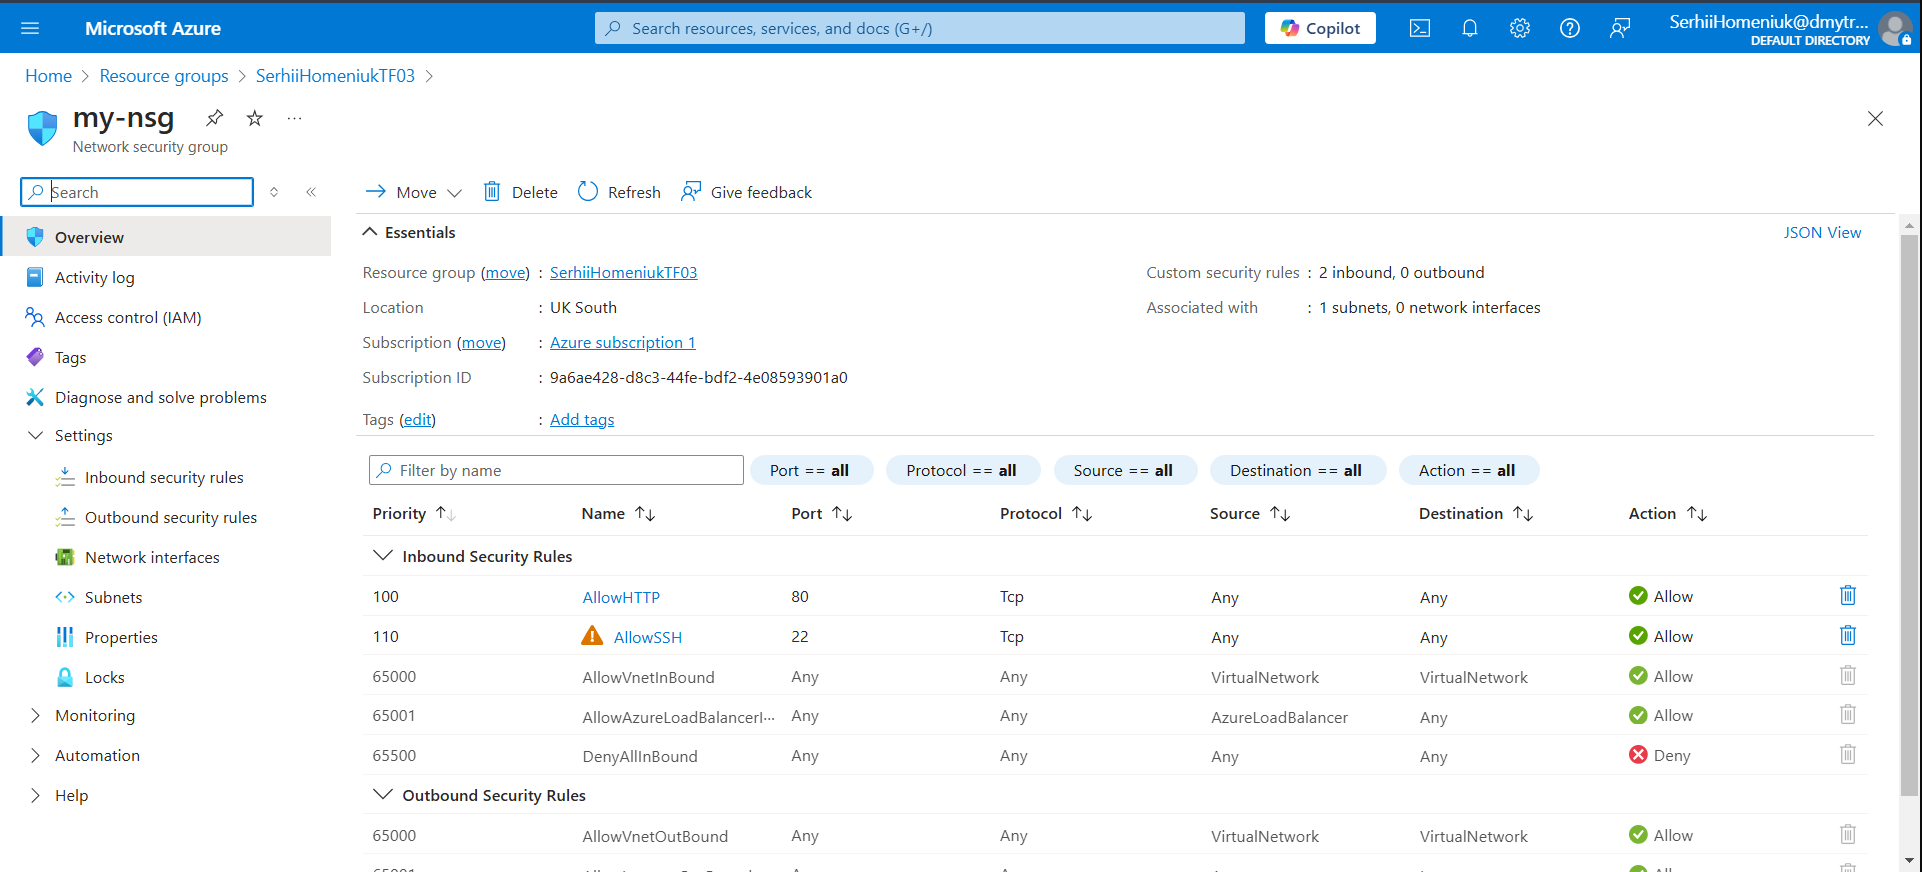 Microsoft Azure
Search resources, services, and docs (G+/)
Copilot
SerhiiHomeniuk@dmytr...
DEFAULT DIRECTORY
Home > Resource groups > SerhiiHomeniukTF03 >
my-nsg
Network security group
Search
Move
Delete
Refresh
Give feedback
Overview
Activity log
Access control (IAM)
Tags
Diagnose and solve problems
Settings
Inbound security rules
Outbound security rules
Network interfaces
Subnets
Properties
Locks
Monitoring
Automation
Help
Essentials
JSON View
Resource group (move) : SerhiiHomeniukTF03
Location : UK South
Subscription (move) : Azure subscription 1
Subscription ID : 9a6ae428-d8c3-44fe-bdf2-4e08593901a0
Tags (edit) : Add tags
Custom security rules : 2 inbound, 0 outbound
Associated with : 1 subnets, 0 network interfaces
Filter by name
Port == all
Protocol == all
Source == all
Destination == all
Action == all
Priority Name Port Protocol Source Destination Action
Inbound Security Rules
100 AllowHTTP 80 Tcp Any Any Allow
110 AllowSSH 22 Tcp Any Any Allow
65000 AllowVnetInBound Any Any VirtualNetwork VirtualNetwork Allow
65001 AllowAzureLoadBalancerI... Any Any AzureLoadBalancer Any Allow
65500 DenyAllInBound Any Any Any Any Deny
Outbound Security Rules
65000 AllowVnetOutBound Any Any VirtualNetwork VirtualNetwork Allow